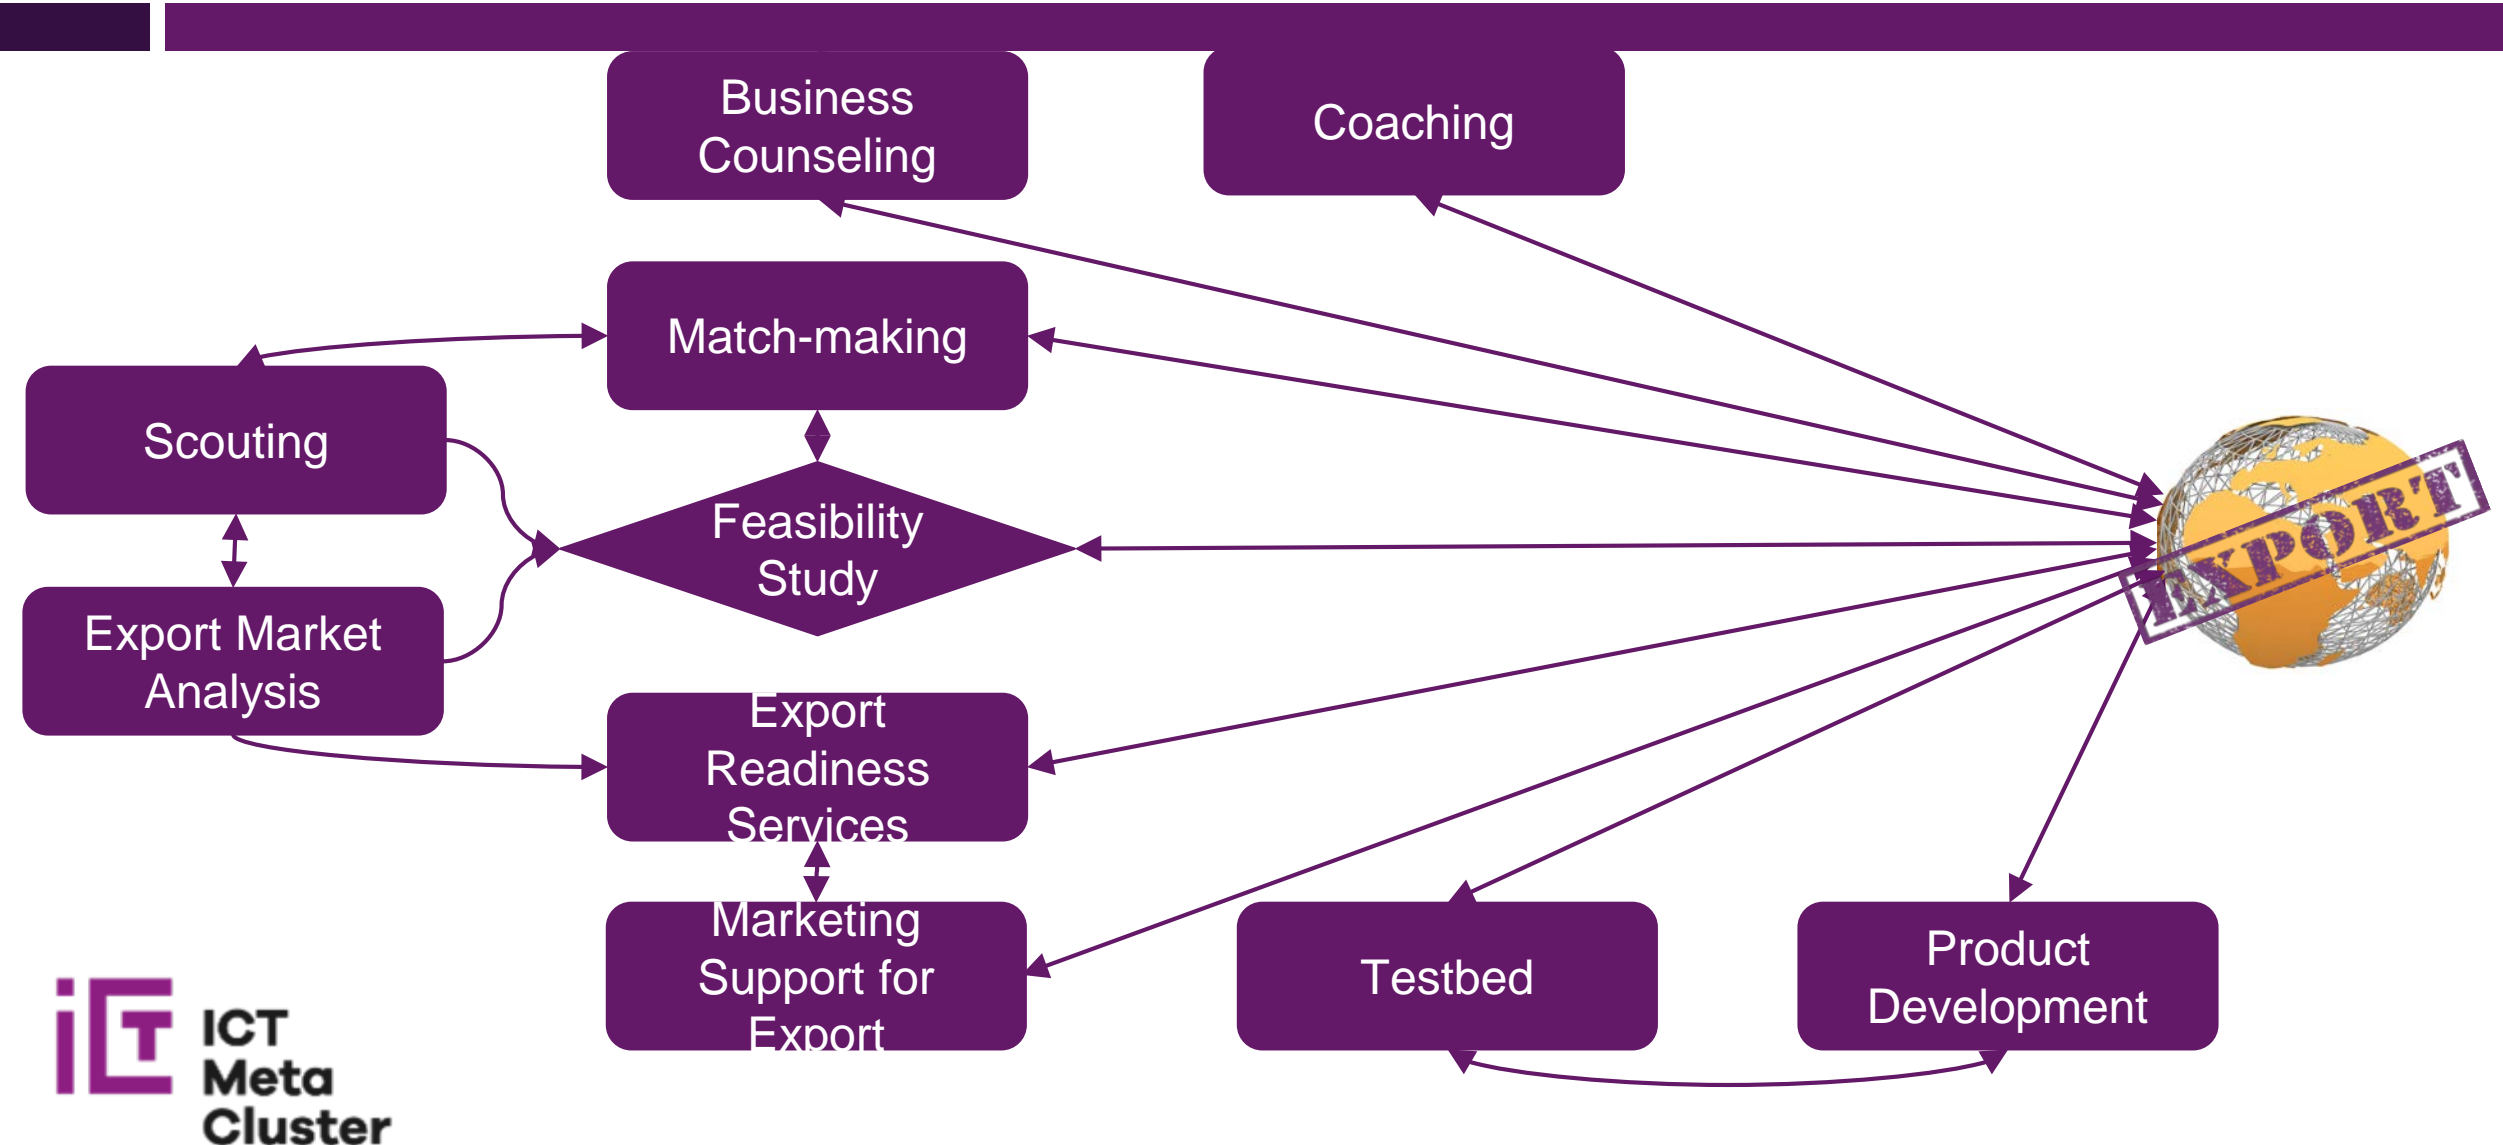 Business
Counseling
Coaching
Match-making
Scouting
Feasibility
Study
Export Market
Analysis
Export
Readiness
Services
Marketing
Support for
Export
Testbed
Product
Development
EXPORT
iCT
ICT
Meta
Cluster